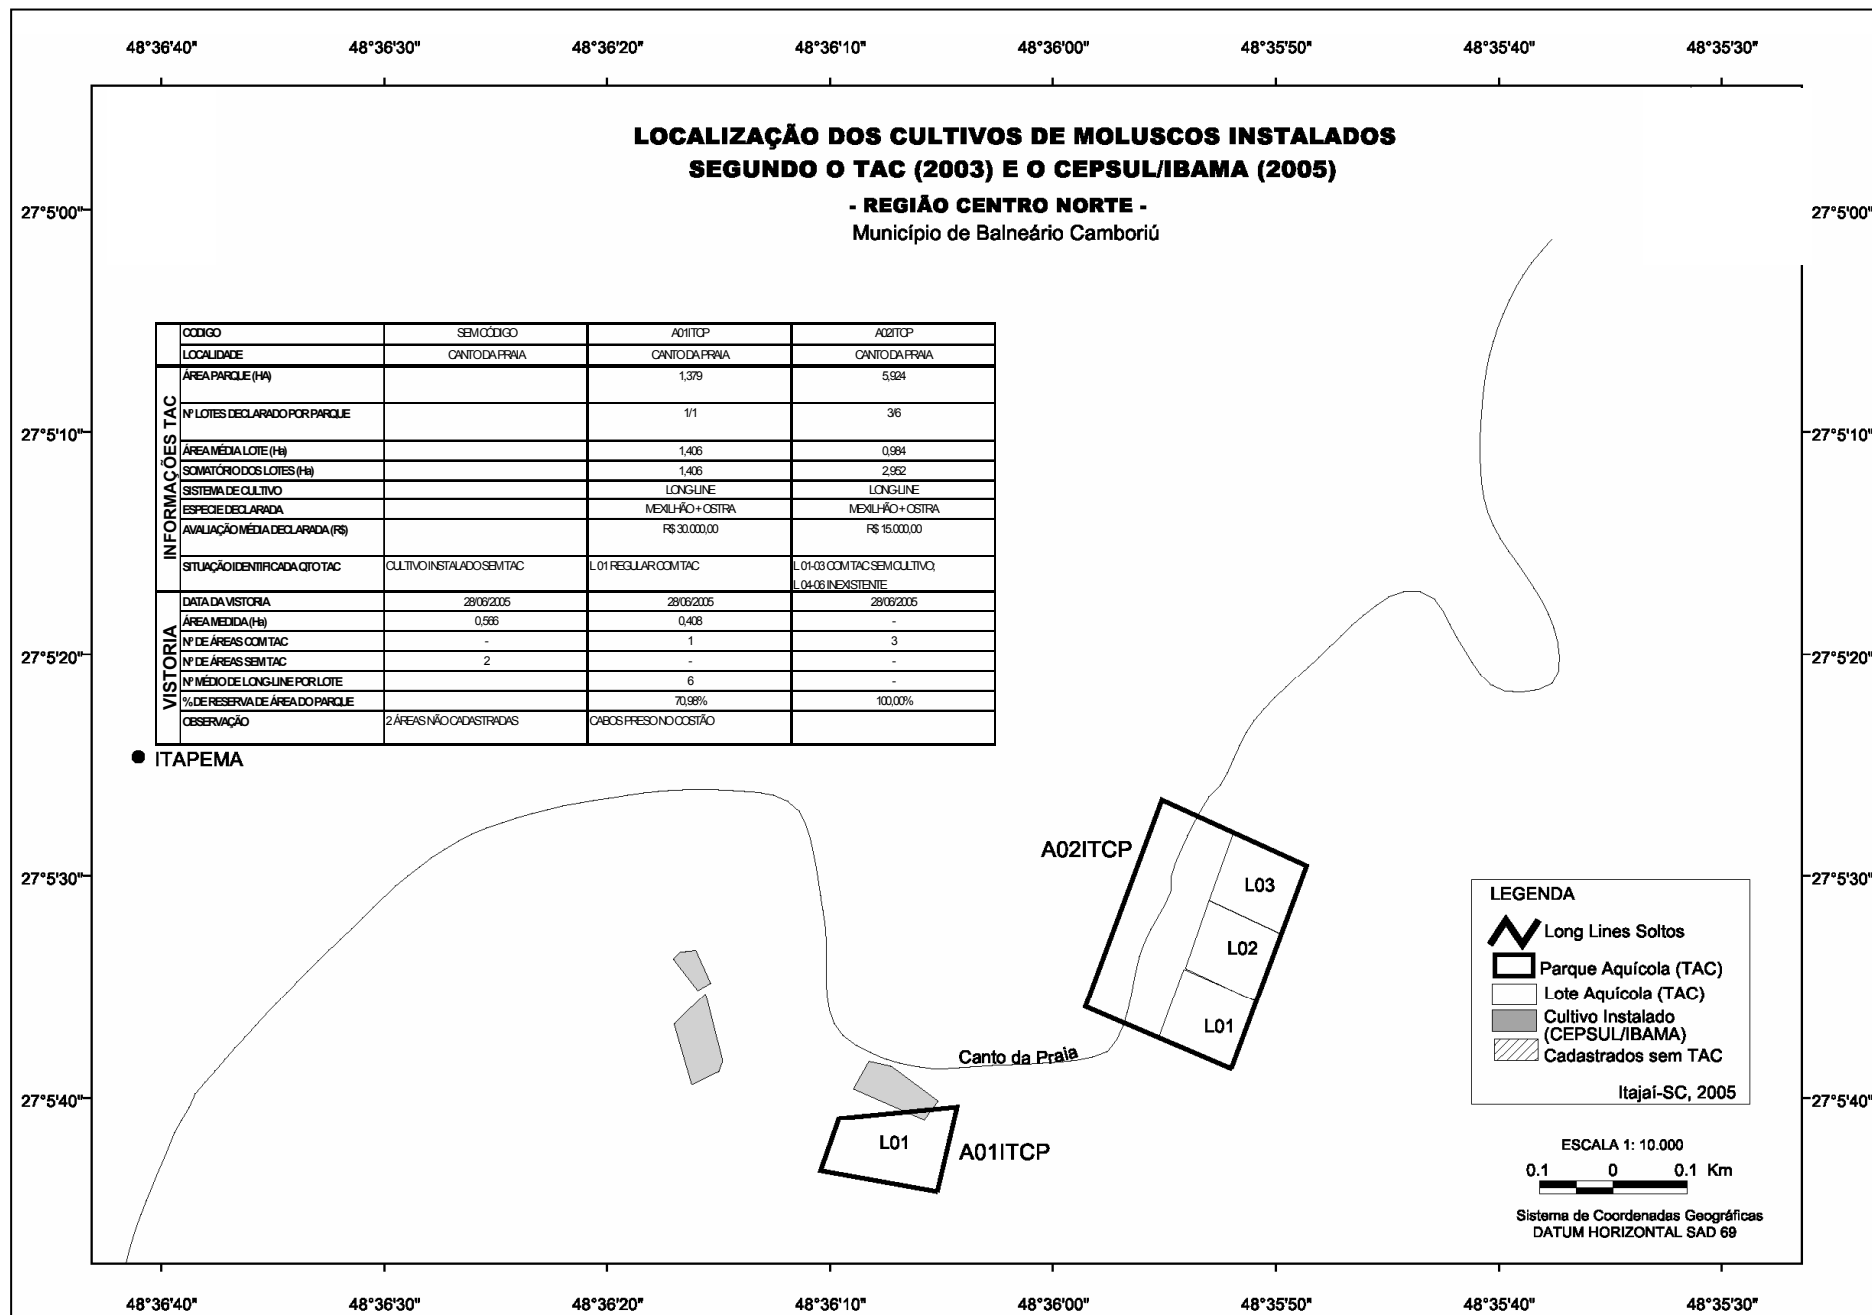 48°36'40" 48°36'30" 48°36'20" 48°36'10" 48°36'00" 48°35'50" 48°35'40" 48°35'30"
LOCALIZAÇÃO DOS CULTIVOS DE MOLUSCOS INSTALADOS
SEGUNDO O TAC (2003) E O CEPSUL/IBAMA (2005)
- REGIÃO CENTRO NORTE -
Município de Balneário Camboriú
27°5'00" 27°5'00"
CODIGO SEM CÓDIGO A01ITCP A02ITCP
LOCALIDADE CANTO DA PRAIA CANTO DA PRAIA CANTO DA PRAIA
INFORMAÇÕES TAC
ÁREA PARQUE (HA) 1,379 5,924
Nº LOTES DECLARADO POR PARQUE 1/1 3/6
27°5'10" 27°5'10"
ÁREA MÉDIA LOTE (Ha) 1,406 0,984
SOMATÓRIO DOS LOTES (Ha) 1,406 2,952
SISTEMA DE CULTIVO LONG-LINE LONG-LINE
ESPECIE DECLARADA MEXILHÃO + OSTRA MEXILHÃO + OSTRA
AVALIAÇÃO MÉDIA DECLARADA (R$) R$ 30.000,00 R$ 15.000,00
SITUAÇÃO IDENTIFICADA QTO TAC CULTIVO INSTALADO SEM TAC L 01 REGULAR COM TAC L 01-03 COM TAC SEM CULTIVO;
L 04-06 INEXISTENTE
VISTORIA
DATA DA VISTORIA 28/06/2005 28/06/2005 28/06/2005
ÁREA MEDIDA (Ha) 0,566 0,408 -
Nº DE ÁREAS COM TAC - 1 3
27°5'20" 27°5'20"
Nº DE ÁREAS SEM TAC 2 - -
Nº MÉDIO DE LONG-LINE POR LOTE 6 -
% DE RESERVA DE ÁREA DO PARQUE 70,98% 100,00%
OBSERVAÇÃO 2 ÁREAS NÃO CADASTRADAS CABOS PRESO NO COSTÃO
ITAPEMA
A02ITCP
27°5'30" 27°5'30"
L03
L02
L01
Canto da Praia
27°5'40" 27°5'40"
L01
A01ITCP
LEGENDA
Long Lines Soltos
Parque Aquícola (TAC)
Lote Aquícola (TAC)
Cultivo Instalado
(CEPSUL/IBAMA)
Cadastrados sem TAC
Itajaí-SC, 2005
ESCALA 1: 10.000
0.1 0 0.1 Km
Sistema de Coordenadas Geográficas
DATUM HORIZONTAL SAD 69
48°36'40" 48°36'30" 48°36'20" 48°36'10" 48°36'00" 48°35'50" 48°35'40" 48°35'30"